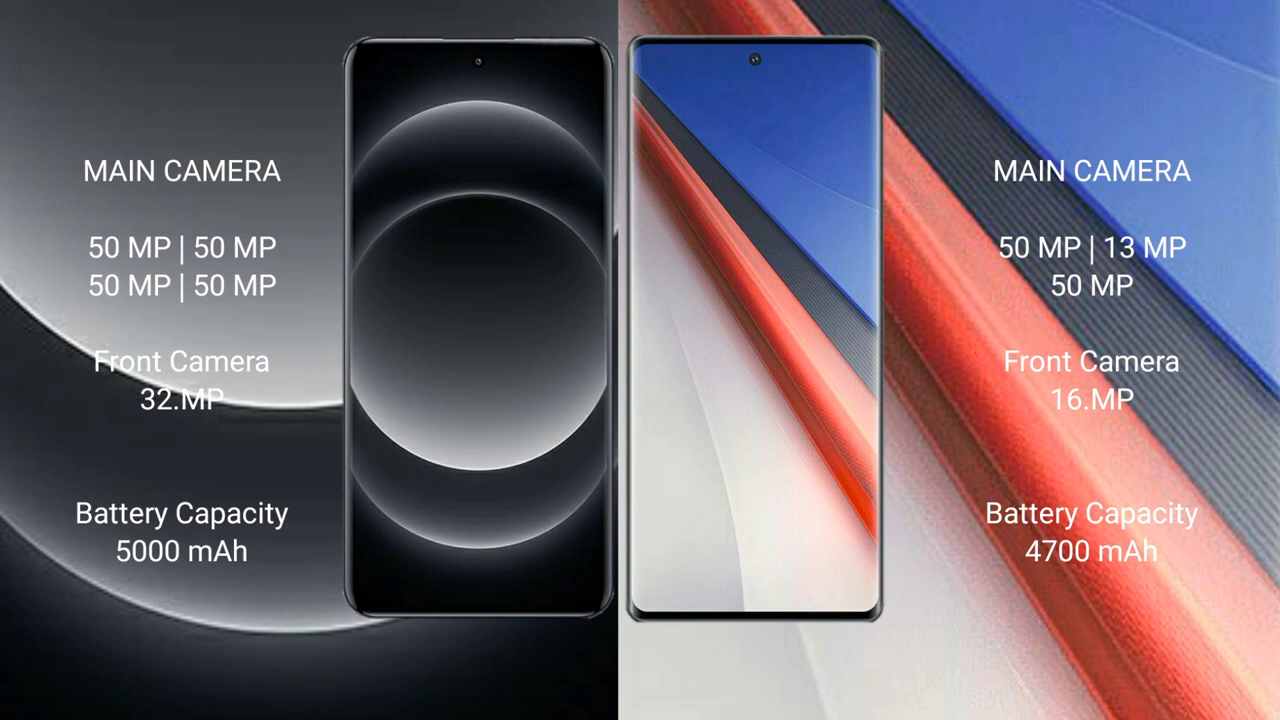 MAIN CAMERA
50 MP | 50 MP
50 MP | 50 MP
Front Camera
32.MP
Battery Capacity
5000 mAh
MAIN CAMERA
50 MP | 13 MP
50 MP
Front Camera
16.MP
Battery Capacity
4700 mAh